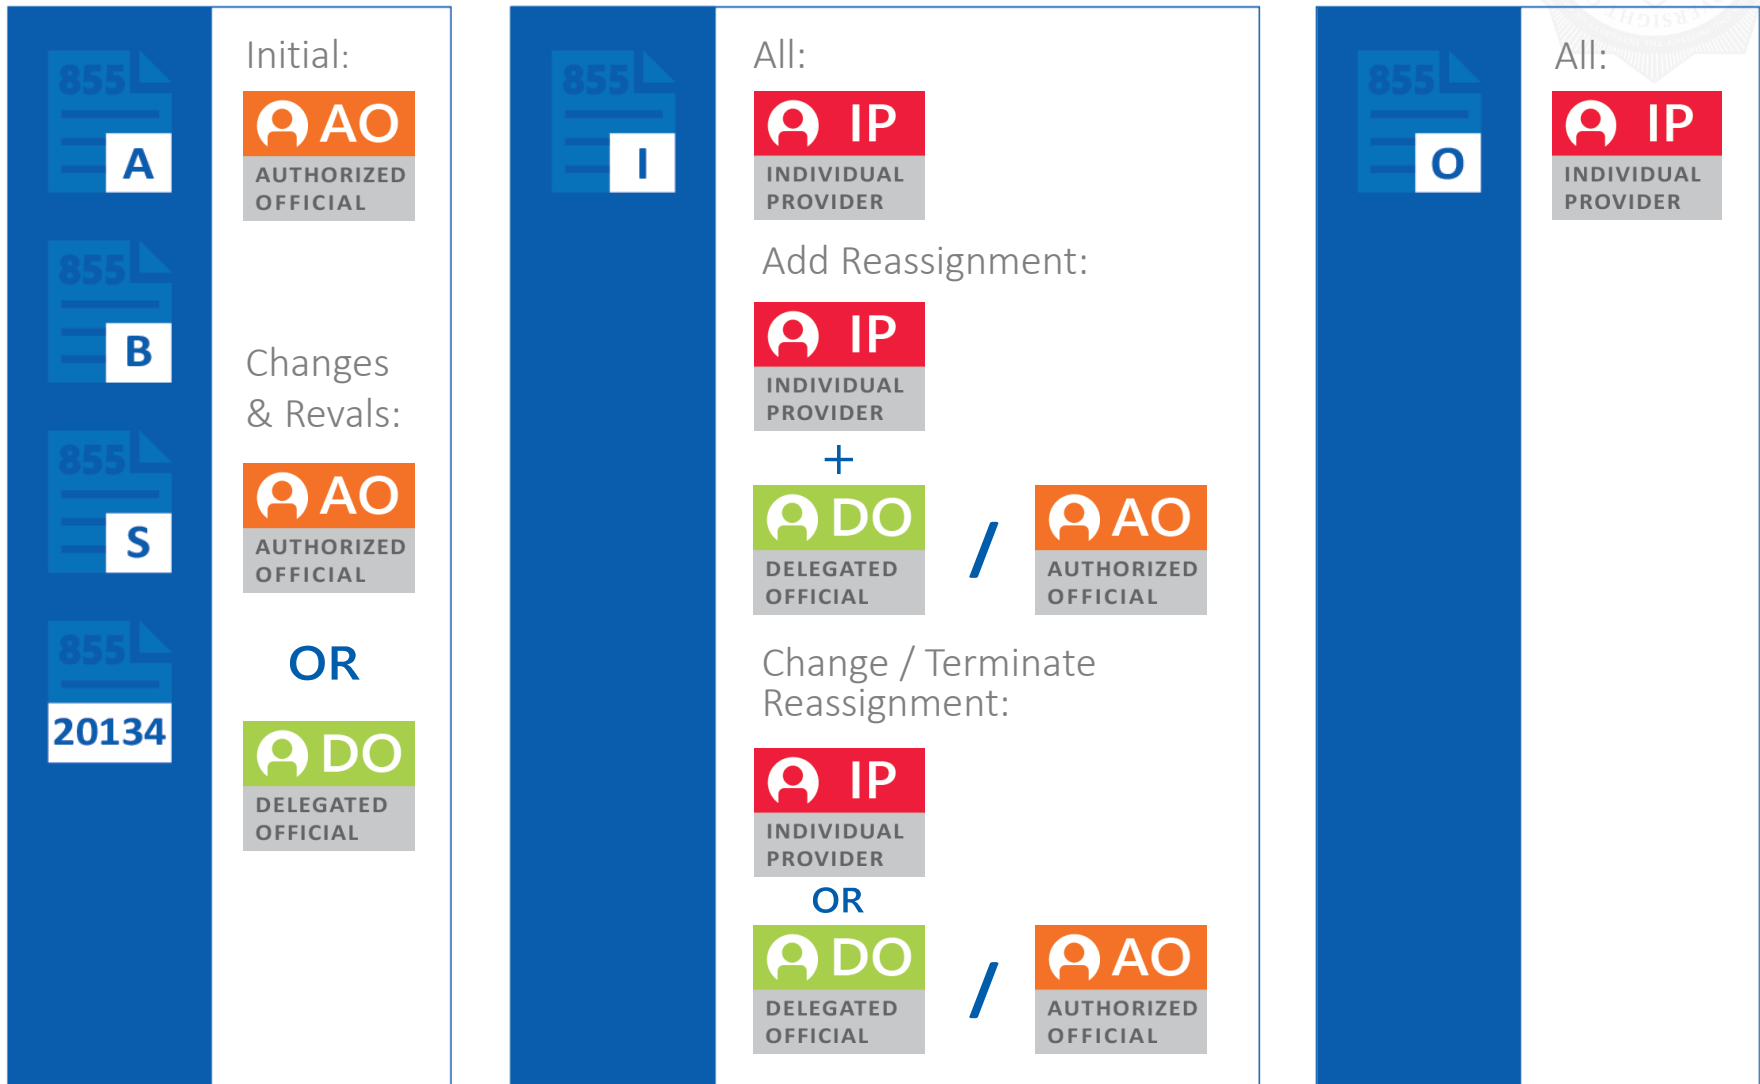 855
A
855
B
855
S
855
20134
Initial:
AO
AUTHORIZED
OFFICIAL
Changes
& Revals:
AO
AUTHORIZED
OFFICIAL
OR
DO
DELEGATED
OFFICIAL
855
I
All:
IP
INDIVIDUAL
PROVIDER
Add Reassignment:
IP
INDIVIDUAL
PROVIDER
+
DO
DELEGATED
OFFICIAL
/
AO
AUTHORIZED
OFFICIAL
Change / Terminate
Reassignment:
IP
INDIVIDUAL
PROVIDER
OR
DO
DELEGATED
OFFICIAL
/
AO
AUTHORIZED
OFFICIAL
855
O
All:
IP
INDIVIDUAL
PROVIDER